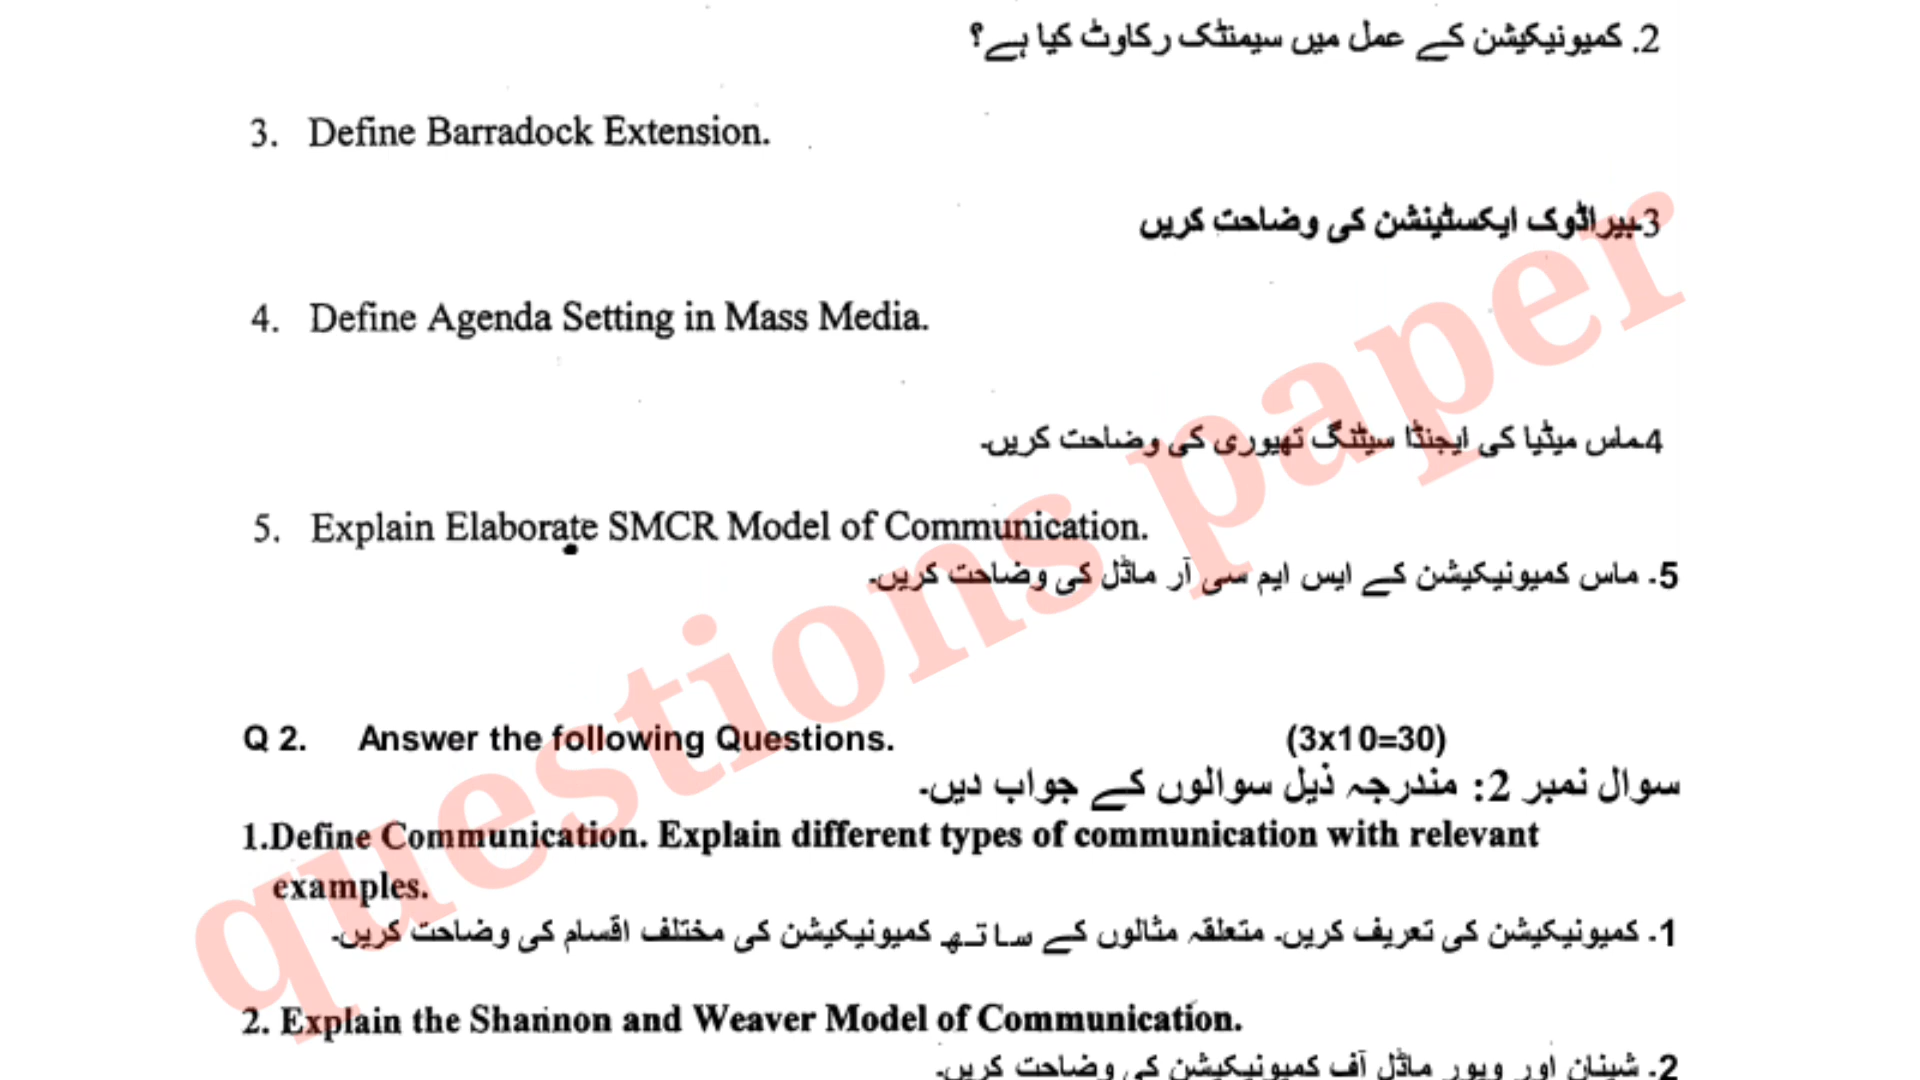 2. کمیونیکیشن کے عمل میں سیمنٹک رکاوٹ کیا ہے؟
3. Define Barradock Extension.
3۔بیراڈوک ایکسٹینشن کی وضاحت کریں
4. Define Agenda Setting in Mass Media.
4۔ماس میڈیا کی ایجنڈا سیٹنگ تھیوری کی وضاحت کریں۔
5. Explain Elaborate SMCR Model of Communication.
5. ماس کمیونیکیشن کے ایس ایم سی آر ماڈل کی وضاحت کریں۔
Q 2. Answer the following Questions. (3x10=30)
سوال نمبر 2: مندرجہ ذیل سوالوں کے جواب دیں۔
1.Define Communication. Explain different types of communication with relevant
examples.
1. کمیونیکیشن کی تعریف کریں۔ متعلقہ مثالوں کے ساتھ کمیونیکیشن کی مختلف اقسام کی وضاحت کریں۔
2. Explain the Shannon and Weaver Model of Communication.
2. شینان اور ویور ماڈل آف کمیونیکیشن کی وضاحت کریں۔
questions paper